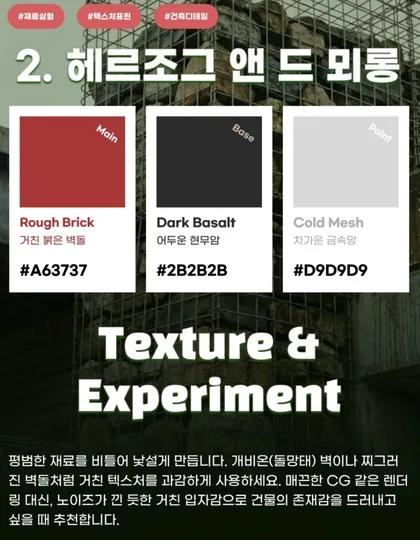 #재료실험 #텍스처표현 #건축디테일
2. 헤르조그 앤 드 뫼롱
Main
Base
Point
Rough Brick
거친 붉은 벽돌
#A63737
Dark Basalt
어두운 현무암
#2B2B2B
Cold Mesh
차가운 금속망
#D9D9D9
Texture &
Experiment
평범한 재료를 비틀어 낯설게 만듭니다. 개비온(돌망태) 벽이나 찌그러
진 벽돌처럼 거친 텍스처를 과감하게 사용하세요. 매끈한 CG 같은 렌더
링 대신, 노이즈가 낀 듯한 거친 입자감으로 건물의 존재감을 드러내고
싶을 때 추천합니다.